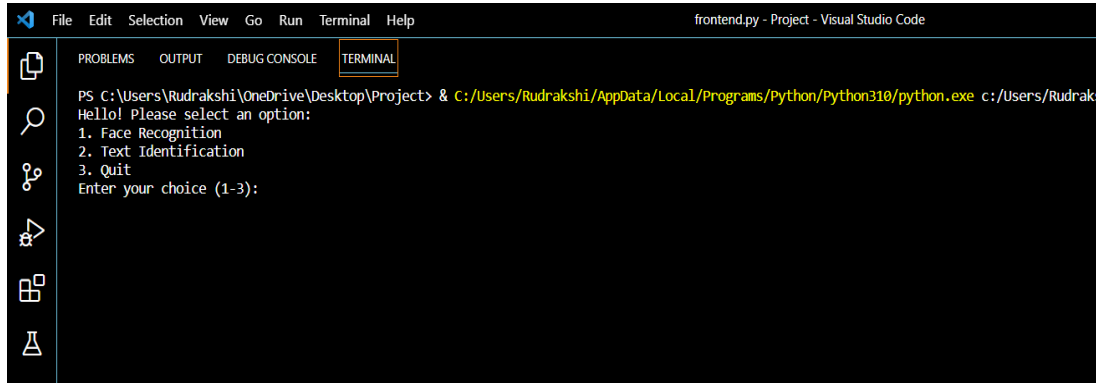 File Edit Selection View Go Run Terminal Help frontend.py - Project - Visual Studio Code
PROBLEMS OUTPUT DEBUG CONSOLE TERMINAL
PS C:\Users\Rudrakshi\OneDrive\Desktop\Project> & C:/Users/Rudrakshi/AppData/Local/Programs/Python/Python310/python.exe c:/Users/Rudraks
Hello! Please select an option:
1. Face Recognition
2. Text Identification
3. Quit
Enter your choice (1-3):